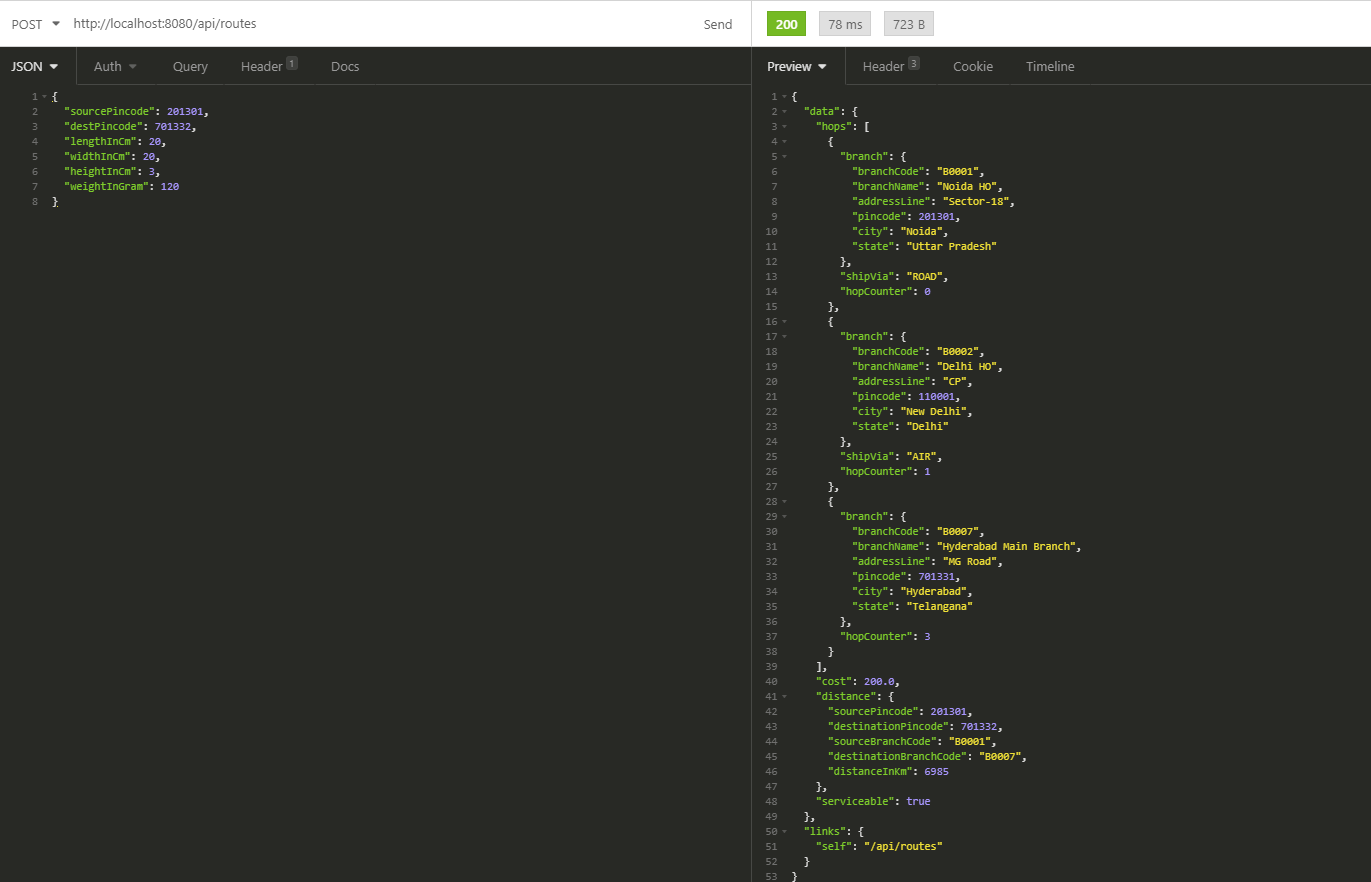 POST http://localhost:8080/api/routes Send
200 78 ms 723 B
JSON Auth Query Header 1 Docs
Preview Header 3 Cookie Timeline
1 {
2 "sourcePincode": 201301,
3 "destPincode": 701332,
4 "lengthInCm": 20,
5 "widthInCm": 20,
6 "heightInCm": 3,
7 "weightInGram": 120
8 }
1 {
2 "data": {
3 "hops": [
4 {
5 "branch": {
6 "branchCode": "B0001",
7 "branchName": "Noida HO",
8 "addressLine": "Sector-18",
9 "pincode": 201301,
10 "city": "Noida",
11 "state": "Uttar Pradesh"
12 },
13 "shipVia": "ROAD",
14 "hopCounter": 0
15 },
16 {
17 "branch": {
18 "branchCode": "B0002",
19 "branchName": "Delhi HO",
20 "addressLine": "CP",
21 "pincode": 110001,
22 "city": "New Delhi",
23 "state": "Delhi"
24 },
25 "shipVia": "AIR",
26 "hopCounter": 1
27 },
28 {
29 "branch": {
30 "branchCode": "B0007",
31 "branchName": "Hyderabad Main Branch",
32 "addressLine": "MG Road",
33 "pincode": 701331,
34 "city": "Hyderabad",
35 "state": "Telangana"
36 },
37 "hopCounter": 3
38 }
39 ],
40 "cost": 200.0,
41 "distance": {
42 "sourcePincode": 201301,
43 "destinationPincode": 701332,
44 "sourceBranchCode": "B0001",
45 "destinationBranchCode": "B0007",
46 "distanceInKm": 6985
47 },
48 "serviceable": true
49 },
50 "links": {
51 "self": "/api/routes"
52 }
53 }